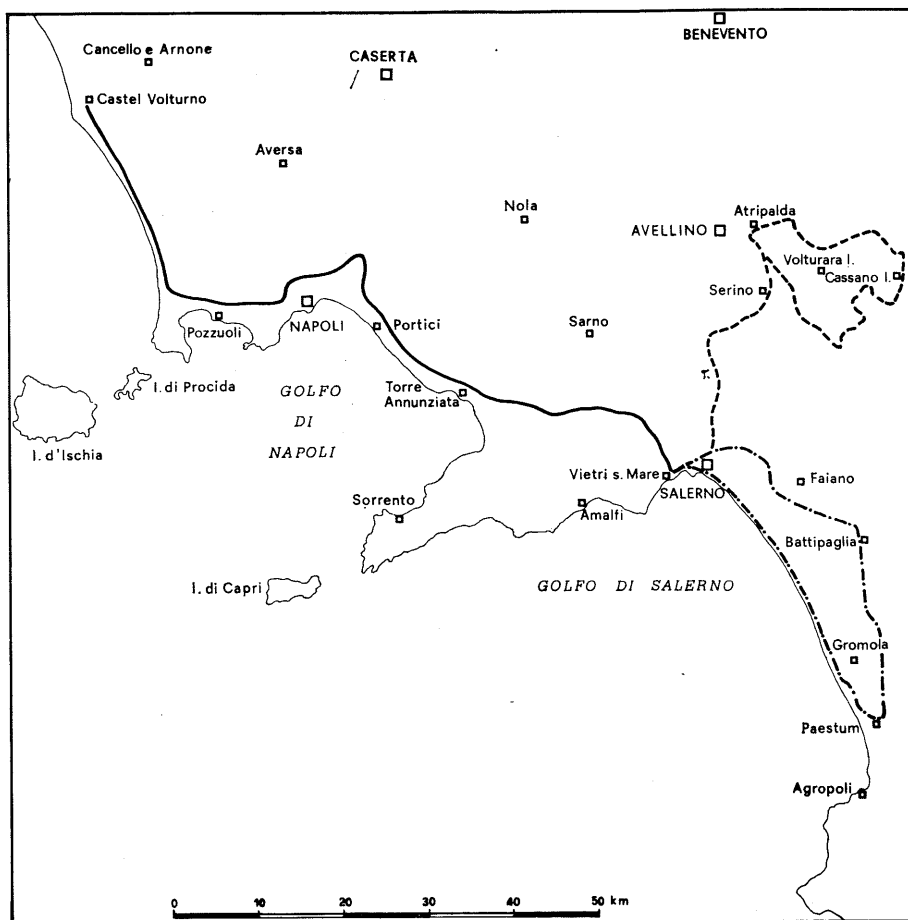 BENEVENTO
Cancello e Arnone
CASERTA
Castel Volturno
Aversa
Nola
Atripalda
AVELLINO
Volturara I.
Cassano I.
Serino
Pozzuoli
NAPOLI
Portici
Sarno
I. di Procida
GOLFO
DI
NAPOLI
Torre
Annunziata
I. d'Ischia
Vietri s. Mare
SALERNO
Faiano
Sorrento
Amalfi
Battipaglia
I. di Capri
GOLFO DI SALERNO
Gromola
Paestum
Agropoli
0 10 20 30 40 50 km